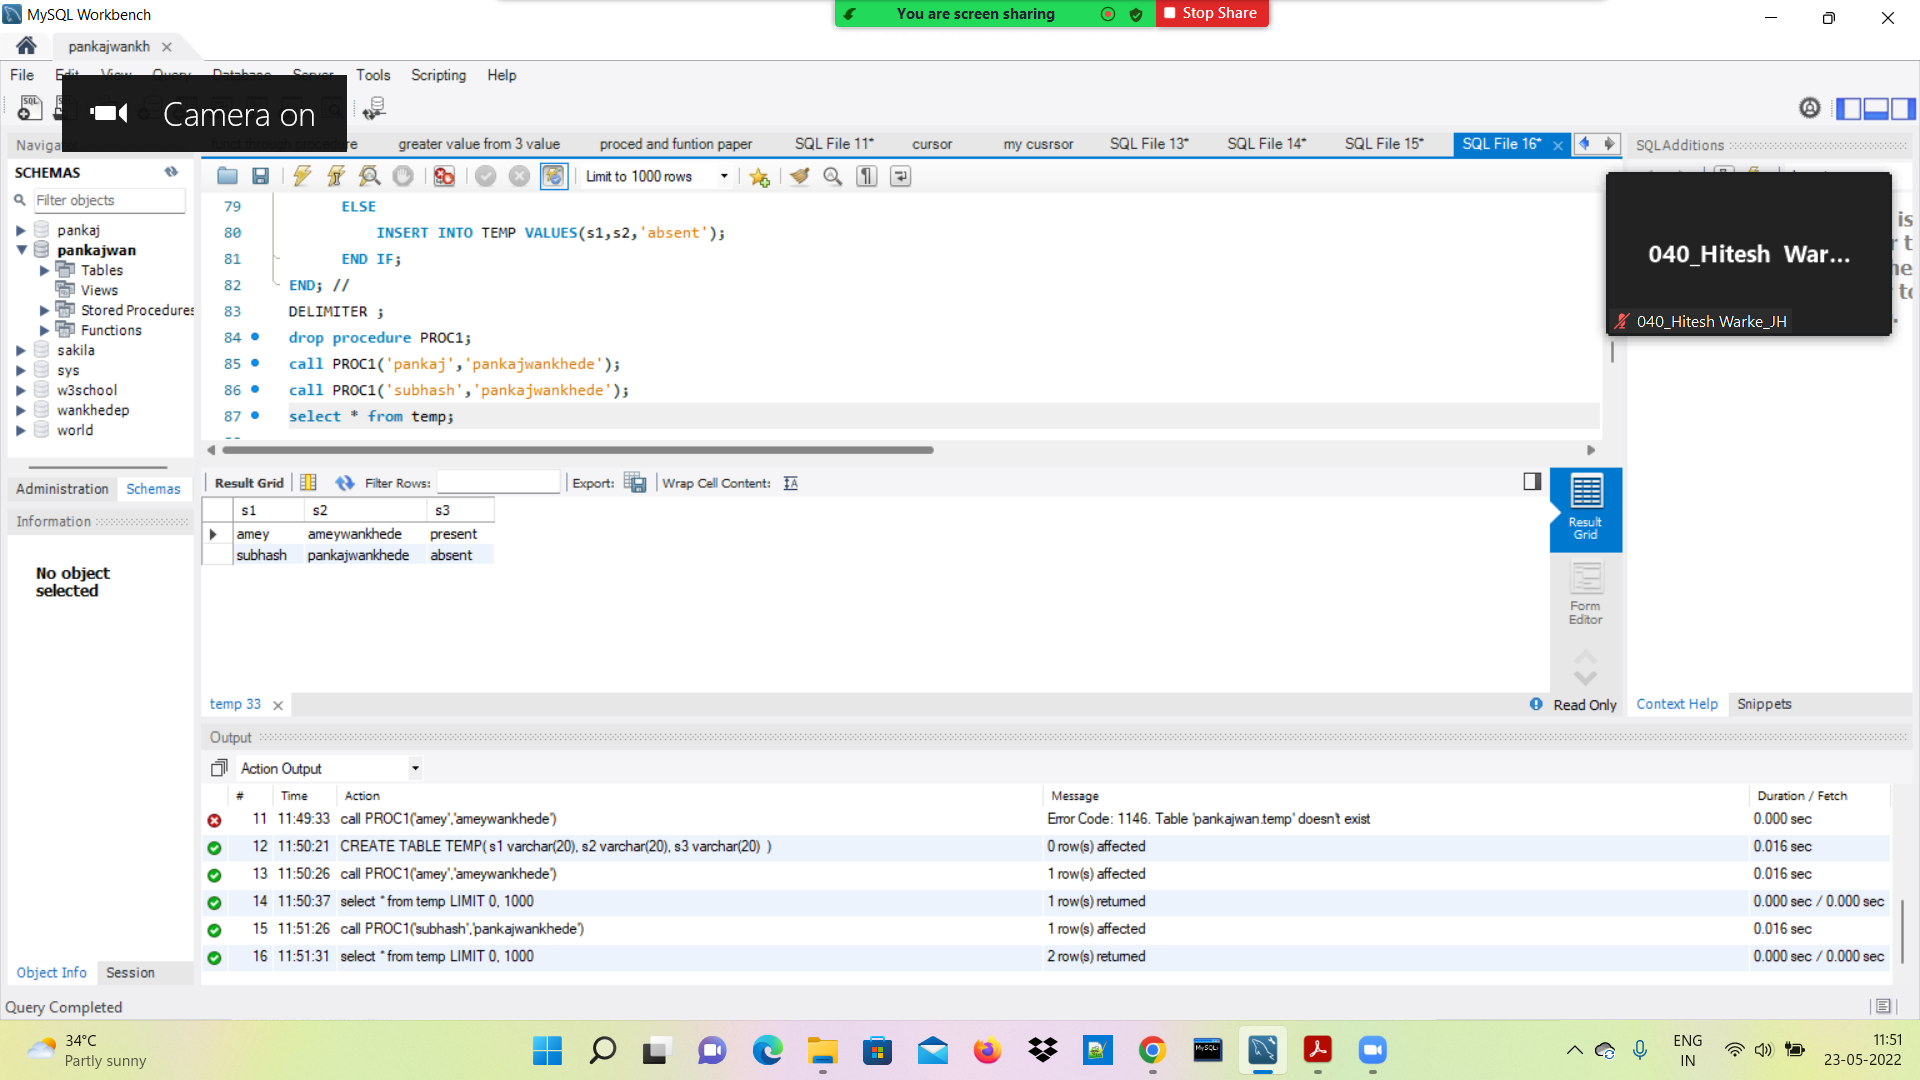 MySQL Workbench
You are screen sharing
Stop Share
pankajwankh
File Edit View Query Database Server Tools Scripting Help
Camera on
greater value from 3 value
proced and funtion paper
SQL File 11*
cursor
my cusrsor
SQL File 13*
SQL File 14*
SQL File 15*
SQL File 16*
SQLAdditions
SCHEMAS
Filter objects
pankaj
pankajwan
Tables
Views
Stored Procedures
Functions
sakila
sys
w3school
wankhedep
world
Administration Schemas
Information
No object
selected
Object Info Session
Limit to 1000 rows
79 ELSE
80 INSERT INTO TEMP VALUES(s1,s2,'absent');
81 END IF;
82 END; //
83 DELIMITER ;
84 drop procedure PROC1;
85 call PROC1('pankaj','pankajwankhede');
86 call PROC1('subhash','pankajwankhede');
87 select * from temp;
040_Hitesh War...
040_Hitesh Warke_JH
Result Grid
Filter Rows:
Export:
Wrap Cell Content:
s1 s2 s3
amey ameywankhede present
subhash pankajwankhede absent
Result
Grid
Form
Editor
temp 33
Read Only
Context Help Snippets
Output
Action Output
# Time Action Message Duration / Fetch
11 11:49:33 call PROC1('amey','ameywankhede') Error Code: 1146. Table 'pankajwan.temp' doesn't exist 0.000 sec
12 11:50:21 CREATE TABLE TEMP( s1 varchar(20), s2 varchar(20), s3 varchar(20) ) 0 row(s) affected 0.016 sec
13 11:50:26 call PROC1('amey','ameywankhede') 1 row(s) affected 0.016 sec
14 11:50:37 select * from temp LIMIT 0, 1000 1 row(s) returned 0.000 sec / 0.000 sec
15 11:51:26 call PROC1('subhash','pankajwankhede') 1 row(s) affected 0.016 sec
16 11:51:31 select * from temp LIMIT 0, 1000 2 row(s) returned 0.000 sec / 0.000 sec
Query Completed
34°C
Partly sunny
ENG
IN
11:51
23-05-2022